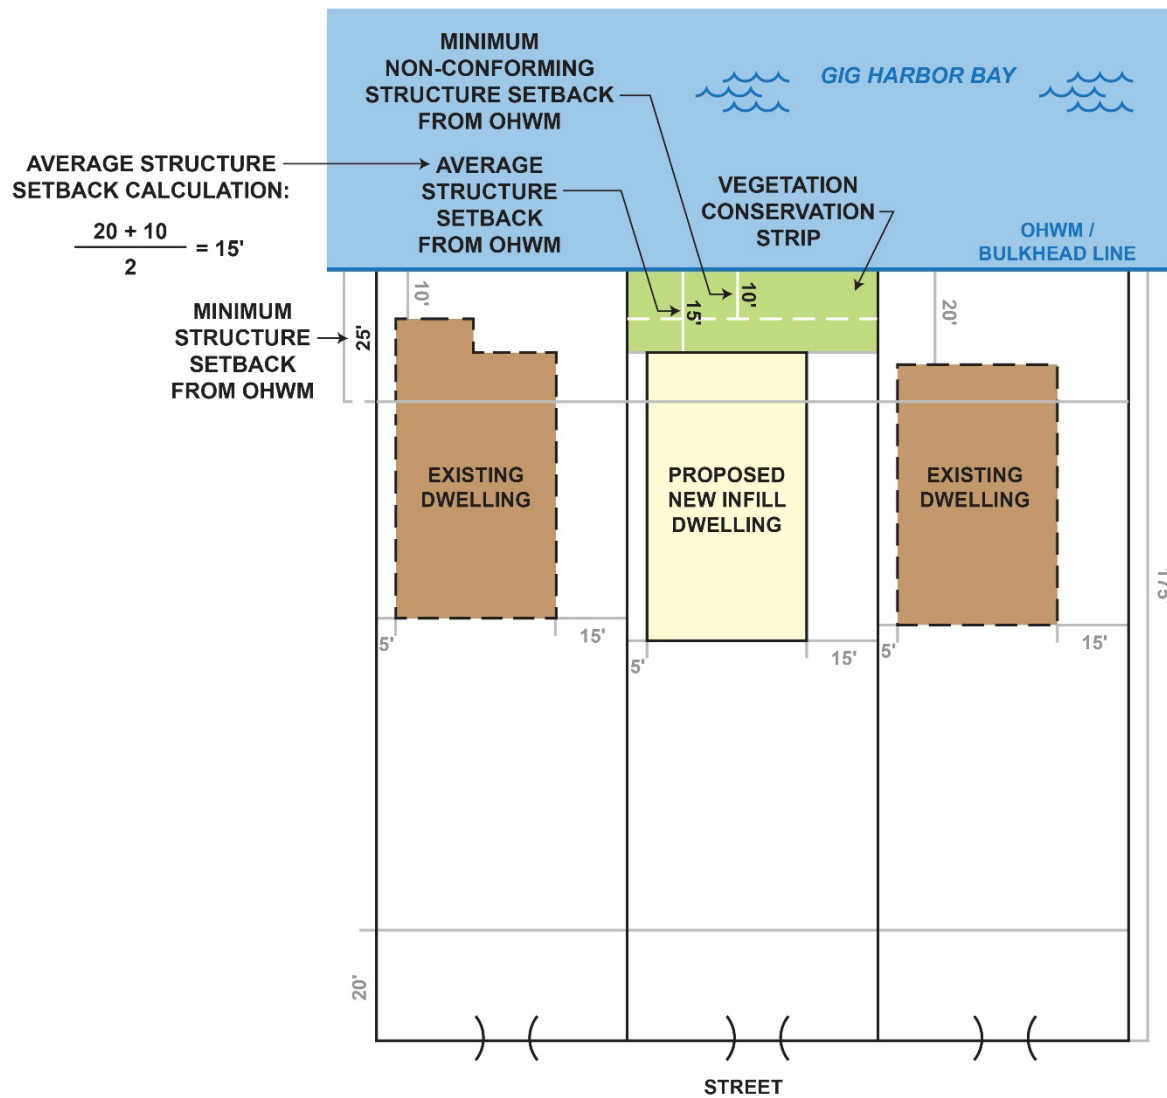 MINIMUM
NON-CONFORMING
STRUCTURE SETBACK
FROM OHWM
GIG HARBOR BAY
AVERAGE STRUCTURE
SETBACK CALCULATION:
20 + 10
2
= 15'
AVERAGE
STRUCTURE
SETBACK
FROM OHWM
VEGETATION
CONSERVATION
STRIP
OHWM /
BULKHEAD LINE
MINIMUM
STRUCTURE
SETBACK
FROM OHWM
25'
10'
15'
10'
20'
EXISTING
DWELLING
PROPOSED
NEW INFILL
DWELLING
EXISTING
DWELLING
175'
5'
15'
5'
15'
5'
15'
20'
STREET